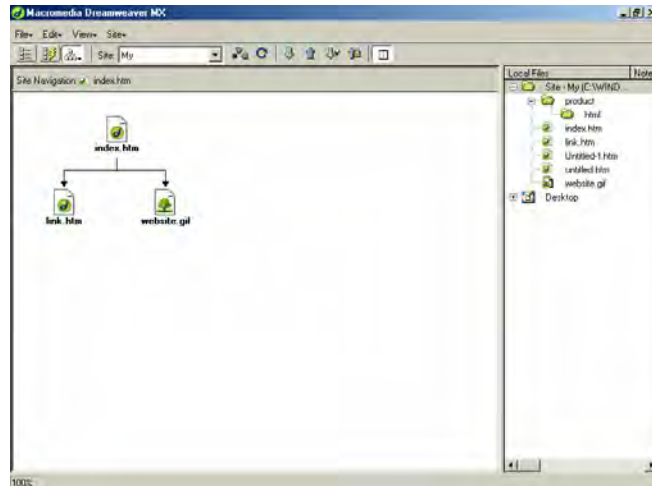 Macromedia Dreamweaver MX
File Edit View Site
Site: My
Site Navigation index.htm
index.htm
link.htm website.gif
100%
Local Files Note
Site - My (C:\WIND...
product
html
index.htm
link.htm
Untitled-1.htm
untitled.htm
website.gif
Desktop